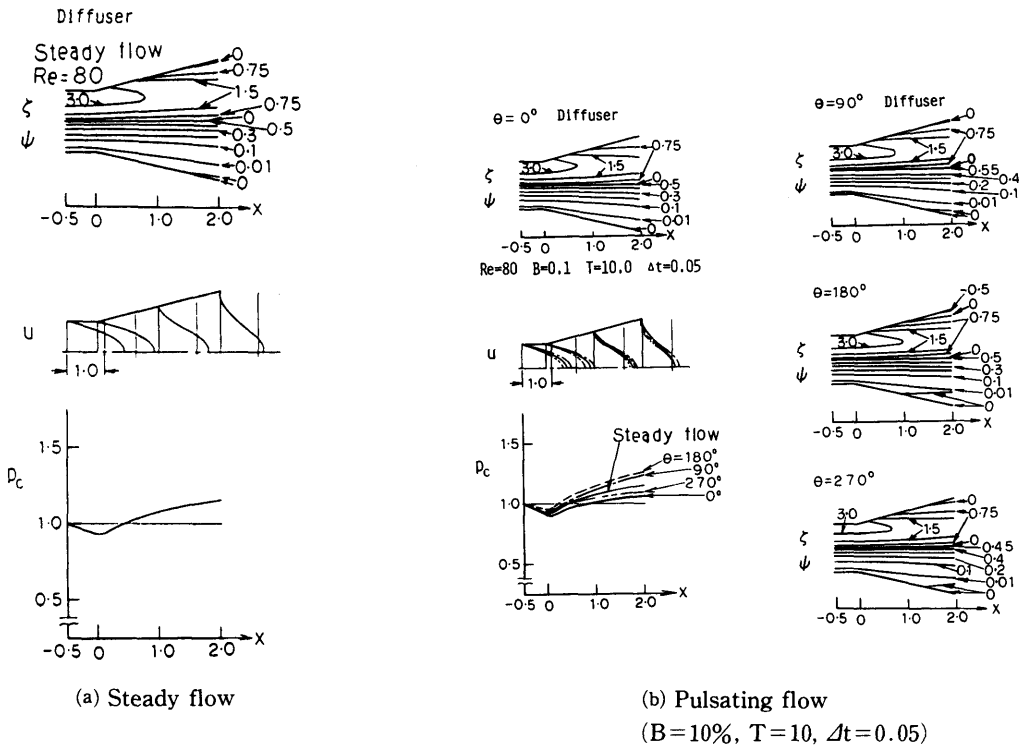 Diffuser
Steady flow
Re=80
3.0
ζ
ψ
0
0.75
1.5
0.75
0
0.5
0.3
0.1
0.01
0
-0.5 0 1.0 2.0 X
u
1.0
Pc
1.5
1.0
0.5
-0.5 0 1.0 2.0 X
(a) Steady flow
θ=0° Diffuser
3.0
ζ
ψ
1.5
0.75
0
0.5
0.3
0.1
0.01
0
-0.5 0 1.0 2.0 X
Re=80 B=0.1 T=10.0 Δt=0.05
u
1.0
Pc
1.5
1.0
0.5
Steady flow
θ=180°
90°
270°
0°
-0.5 0 1.0 2.0 X
θ=90° Diffuser
3.0
ζ
ψ
1.5
0
0.75
0
0.55
0.4
0.2
0.1
0.01
0
-0.5 0 1.0 2.0 X
θ=180°
3.0
ζ
ψ
1.5
-0.5
0
0.75
0
0.5
0.3
0.1
0.01
0
-0.5 0 1.0 2.0 X
θ=270°
3.0
ζ
ψ
1.5
0
0.75
0
0.45
0.4
0.2
0.1
0.01
0
-0.5 0 1.0 2.0 X
(b) Pulsating flow
(B=10%, T=10, Δt=0.05)